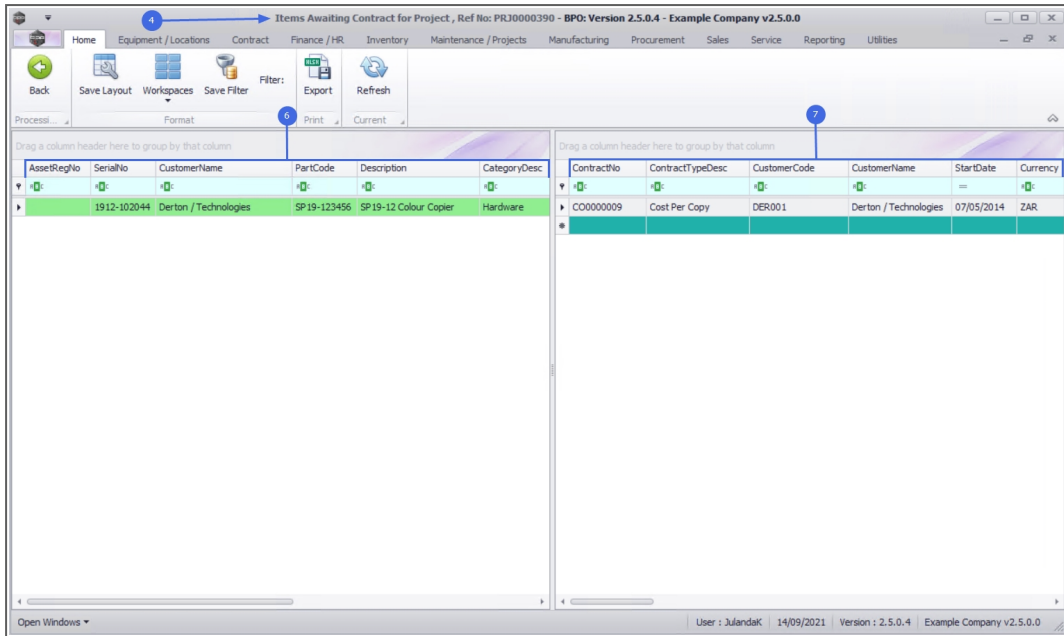 4
Items Awaiting Contract for Project , Ref No: PRJ0000390 - BPO: Version 2.5.0.4 - Example Company v2.5.0.0
Home Equipment / Locations Contract Finance / HR Inventory Maintenance / Projects Manufacturing Procurement Sales Service Reporting Utilities
Back Save Layout Workspaces Save Filter Filter: Export Refresh
Processi... Format Print Current
6 7
Drag a column header here to group by that column Drag a column header here to group by that column
AssetRegNo SerialNo CustomerName PartCode Description CategoryDesc ContractNo ContractTypeDesc CustomerCode CustomerName StartDate Currency
1912-102044 Derton / Technologies SP19-123456 SP19-12 Colour Copier Hardware CO0000009 Cost Per Copy DER001 Derton / Technologies 07/05/2014 ZAR
Open Windows User : JulandaK 14/09/2021 Version : 2.5.0.4 Example Company v2.5.0.0